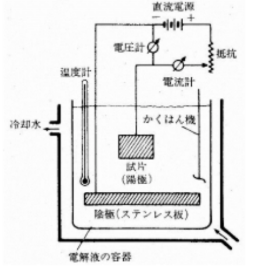 直流電源
− +
電圧計
抵抗
温度計
電流計
冷却水
かくはん機
試片
(陽極)
陰極(ステンレス板)
電解液の容器